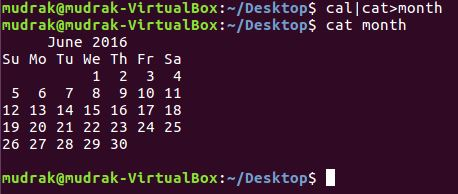 mudrak@mudrak-VirtualBox:~/Desktop$ cal|cat>month
mudrak@mudrak-VirtualBox:~/Desktop$ cat month
     June 2016
Su Mo Tu We Th Fr Sa
          1  2  3  4
 5  6  7  8  9 10 11
12 13 14 15 16 17 18
19 20 21 22 23 24 25
26 27 28 29 30
mudrak@mudrak-VirtualBox:~/Desktop$